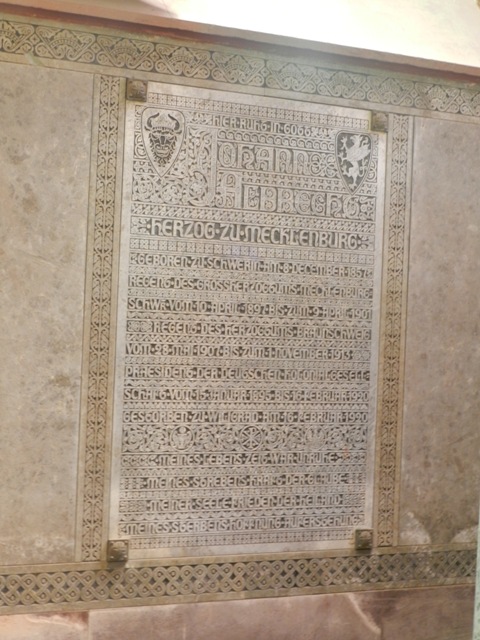 HIER RUHT IN GOTT
JOHANN
ALBRECHT
HERZOG·ZU·MECKLENBURG
GEBOREN·ZU·SCHWERIN·AM·8·DECEMBER·1857
REGENT·DES·GROSSHERZOGTUMS·MECKLENBURG
SCHWR·VOM·10·APRIL·1897·BIS·ZUM·9·APRIL·1901
REGENT·DES·HERZOGTUMS·BRAUNSCHWEIG
VOM·28·MAI·1907·BIS·ZUM·1·NOVEMBER·1913
PRAESIDENT·DER·DEUTSCHEN·KOLONIALGESELL
SCHAFT·VOM·15·JANUAR·1895·BIS·16·FEBRUAR·1920
GESTORBEN·ZU·WILIGRAD·AM·16·FEBRUAR·1920
MEINES·LEBENS·ZEIT·WAR·UNRUHE
MEINES·STREBENS·KRAFT·DER·GLAUBE
MEINER·SEELE·FRIEDEN·DER·HEILAND
MEINES·STERBENS·HOFFNUNG·AUFERSTEHUNG